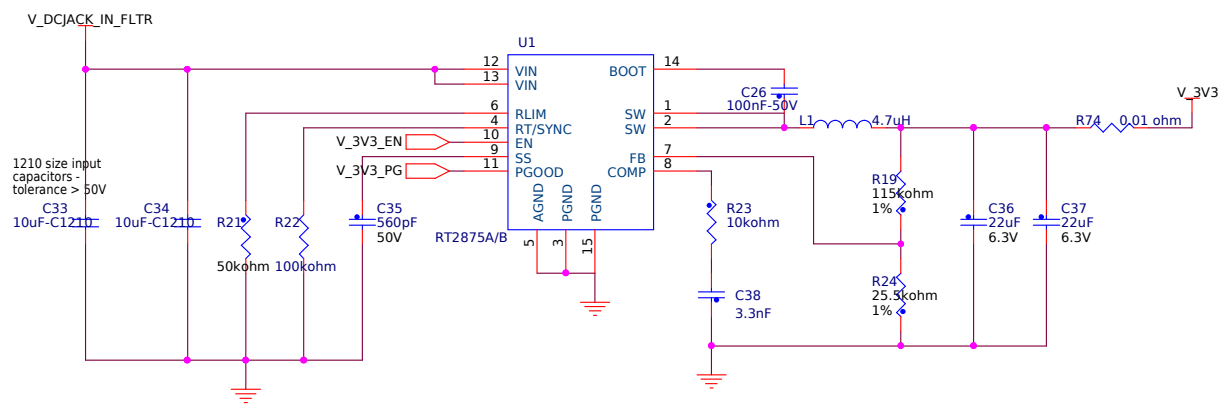 V_DCJACK_IN_FLTR
U1
12
VIN
13
VIN
6
RLIM
4
RT/SYNC
10
EN
9
SS
11
PGOOD
14
BOOT
1
SW
2
SW
7
FB
8
COMP
AGND
PGND
PGND
5
3
15
RT2875A/B
V_3V3_EN
V_3V3_PG
1210 size input
capacitors -
tolerance > 50V
C33
10uF-C1210
C34
10uF-C1210
R21
50kohm
R22
100kohm
C35
560pF
50V
C26
100nF-50V
L1
4.7uH
R74
0.01 ohm
V_3V3
R19
115kohm
1%
R23
10kohm
C36
22uF
6.3V
C37
22uF
6.3V
R24
25.5kohm
1%
C38
3.3nF